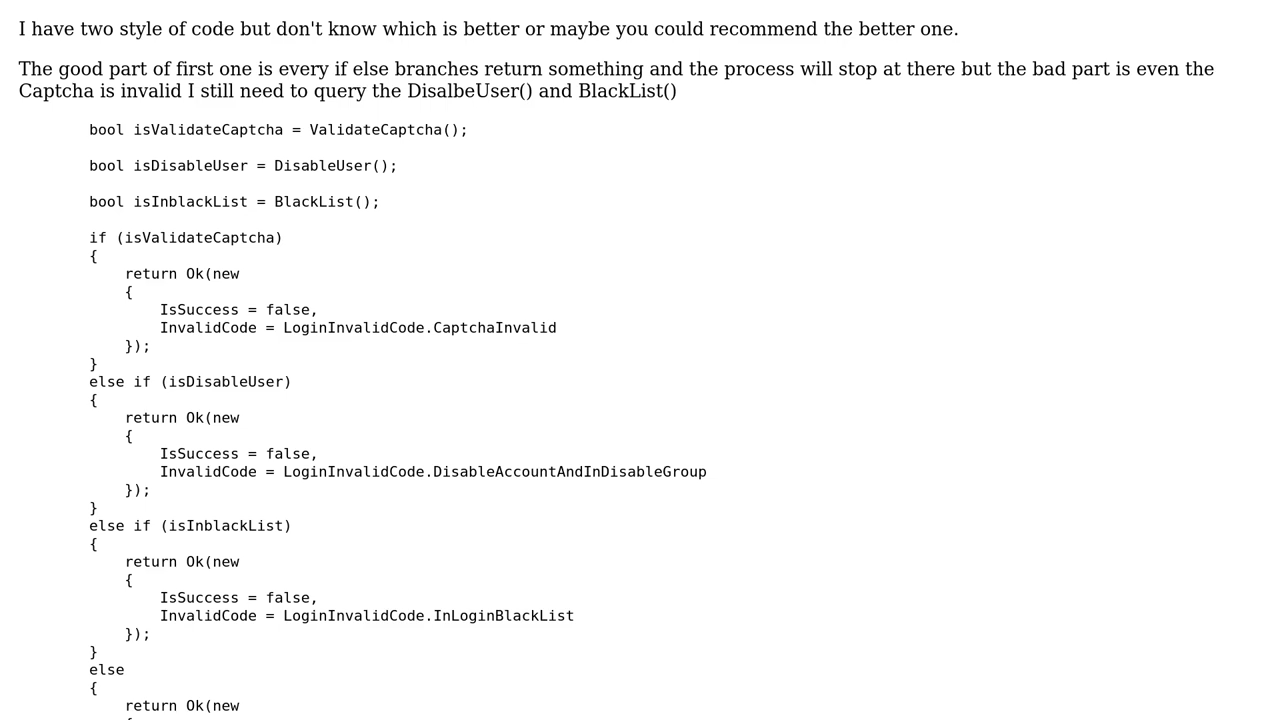 I have two style of code but don't know which is better or maybe you could recommend the better one.
The good part of first one is every if else branches return something and the process will stop at there but the bad part is even the
Captcha is invalid I still need to query the DisalbeUser() and BlackList()
bool isValidateCaptcha = ValidateCaptcha();
bool isDisableUser = DisableUser();
bool isInblackList = BlackList();
if (isValidateCaptcha)
{
return Ok(new
{
IsSuccess = false,
InvalidCode = LoginInvalidCode.CaptchaInvalid
});
}
else if (isDisableUser)
{
return Ok(new
{
IsSuccess = false,
InvalidCode = LoginInvalidCode.DisableAccountAndInDisableGroup
});
}
else if (isInblackList)
{
return Ok(new
{
IsSuccess = false,
InvalidCode = LoginInvalidCode.InLoginBlackList
});
}
else
{
return Ok(new